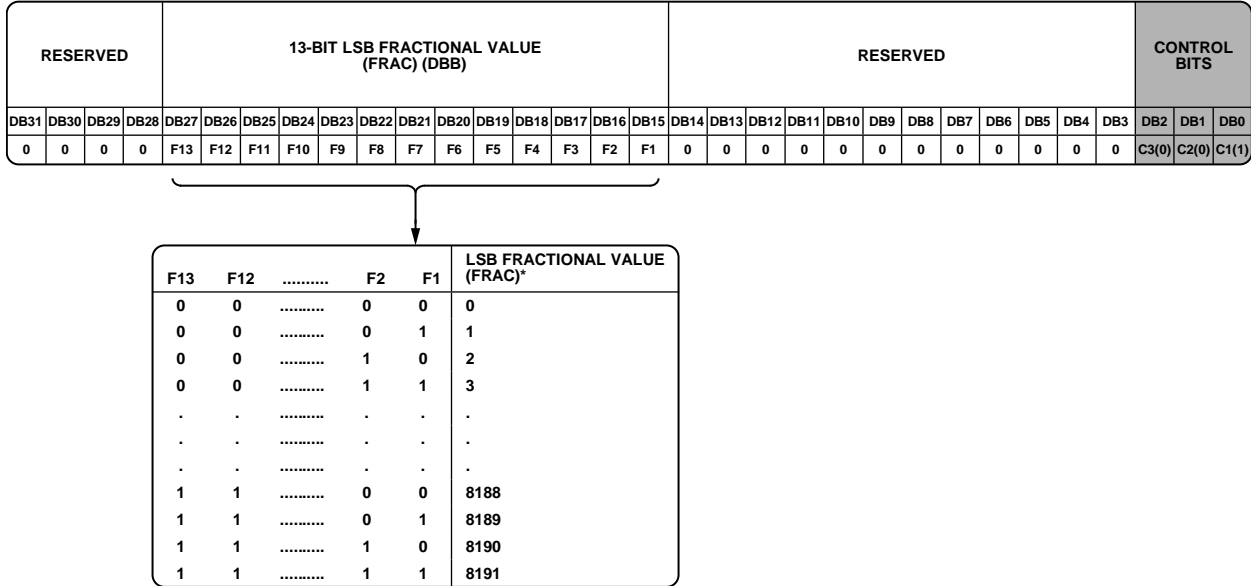 RESERVED
13-BIT LSB FRACTIONAL VALUE
(FRAC) (DBB)
RESERVED
CONTROL
BITS
DB31 DB30 DB29 DB28 DB27 DB26 DB25 DB24 DB23 DB22 DB21 DB20 DB19 DB18 DB17 DB16 DB15 DB14 DB13 DB12 DB11 DB10 DB9 DB8 DB7 DB6 DB5 DB4 DB3 DB2 DB1 DB0
0 0 0 0 F13 F12 F11 F10 F9 F8 F7 F6 F5 F4 F3 F2 F1 0 0 0 0 0 0 0 0 0 0 0 0 C3(0) C2(0) C1(1)
LSB FRACTIONAL VALUE
F13 F12 .......... F2 F1 (FRAC)*
0 0 .......... 0 0 0
0 0 .......... 0 1 1
0 0 .......... 1 0 2
0 0 .......... 1 1 3
. . .......... . . .
. . .......... . . .
. . .......... . . .
1 1 .......... 0 0 8188
1 1 .......... 0 1 8189
1 1 .......... 1 0 8190
1 1 .......... 1 1 8191